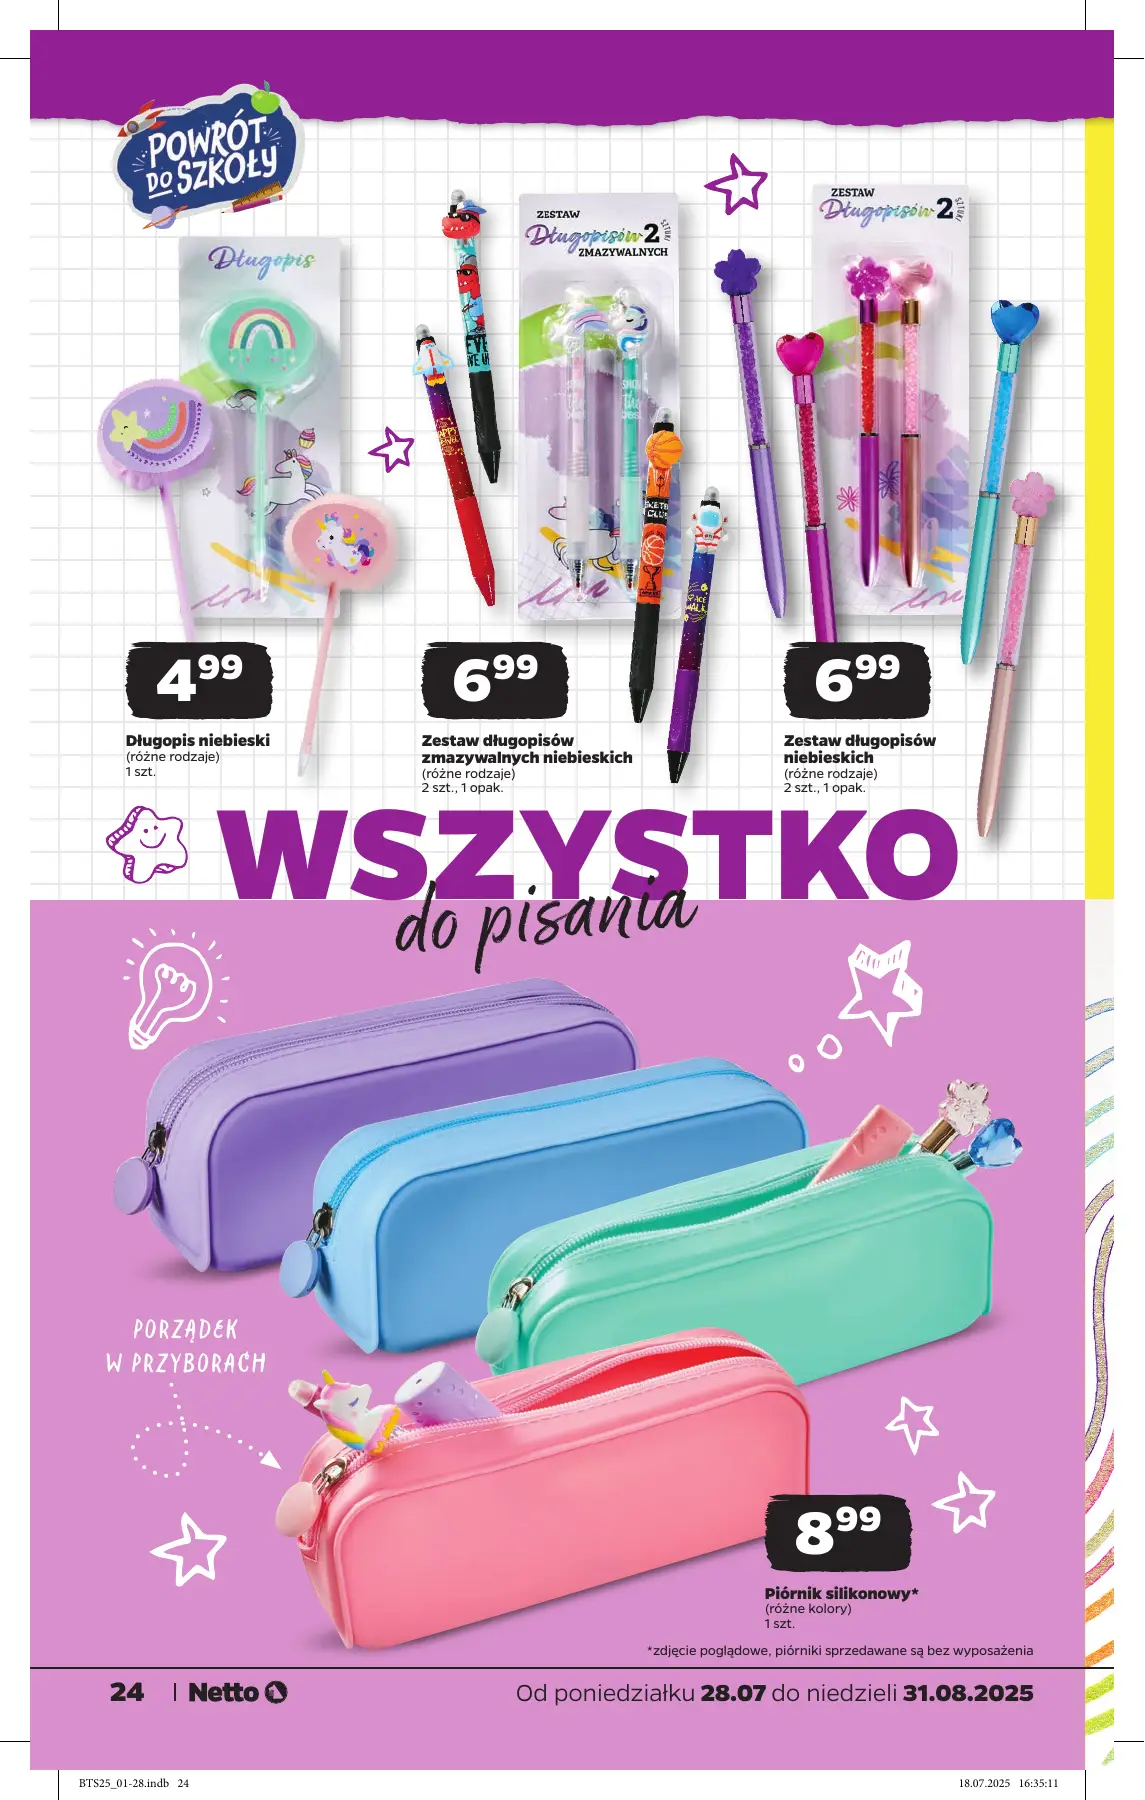 POWRÓT
DO SZKOŁY
Długopis
ZESTAW
Długopisów 2
SZTUKI
ZMAZYWALNYCH
ZESTAW
Długopisów 2
SZTUKI
4 99
Długopis niebieski
(różne rodzaje)
1 szt.
6 99
Zestaw długopisów
zmazywalnych niebieskich
(różne rodzaje)
2 szt., 1 opak.
6 99
Zestaw długopisów
niebieskich
(różne rodzaje)
2 szt., 1 opak.
WSZYSTKO
do pisania
PORZĄDEK
W PRZYBORACH
8 99
Piórnik silikonowy*
(różne kolory)
1 szt.
*zdjęcie poglądowe, piórniki sprzedawane są bez wyposażenia
24 | Netto
Od poniedziałku 28.07 do niedzieli 31.08.2025
BTS25_01-28.indb 24
18.07.2025 16:35:11